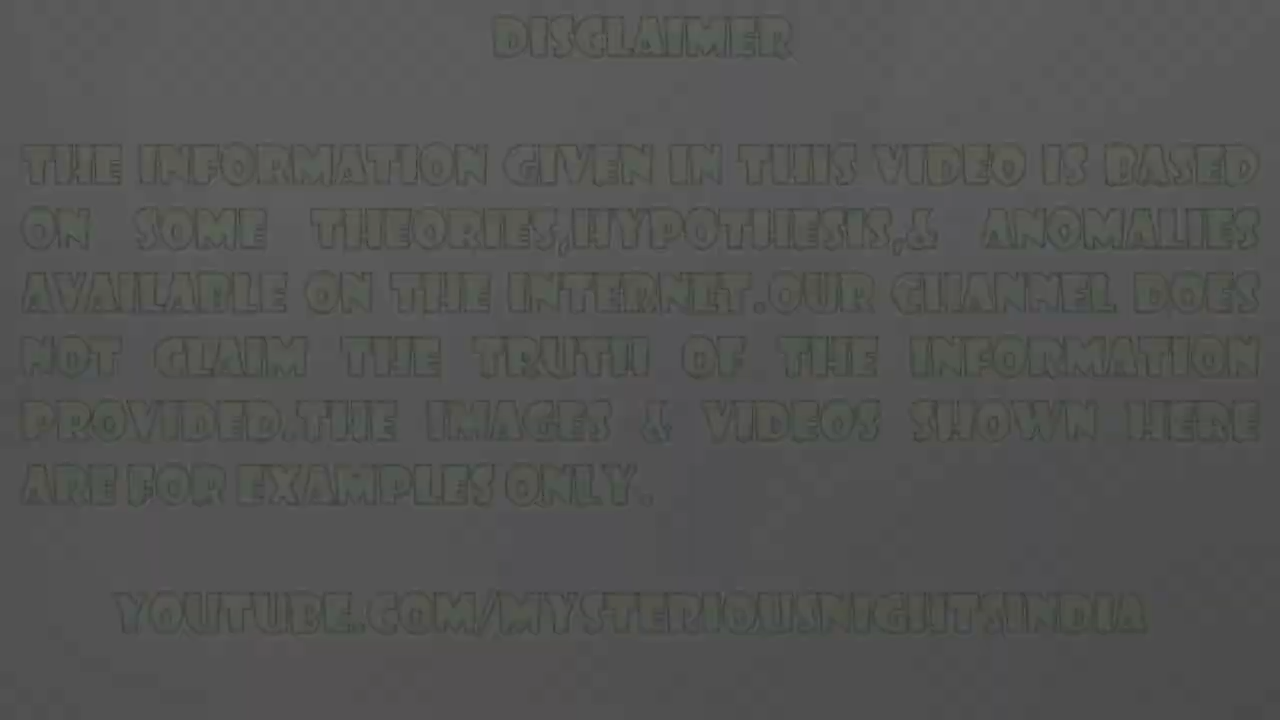 DISCLAIMER
THE INFORMATION GIVEN IN THIS VIDEO IS BASED
ON SOME THEORIES,HYPOTHESIS,& ANOMALIES
AVAILABLE ON THE INTERNET.OUR CHANNEL DOES
NOT CLAIM THE TRUTH OF THE INFORMATION
PROVIDED.THE IMAGES & VIDEOS SHOWN HERE
ARE FOR EXAMPLES ONLY.
YOUTUBE.COM/MYSTERIOUSNIGHTSINDIA